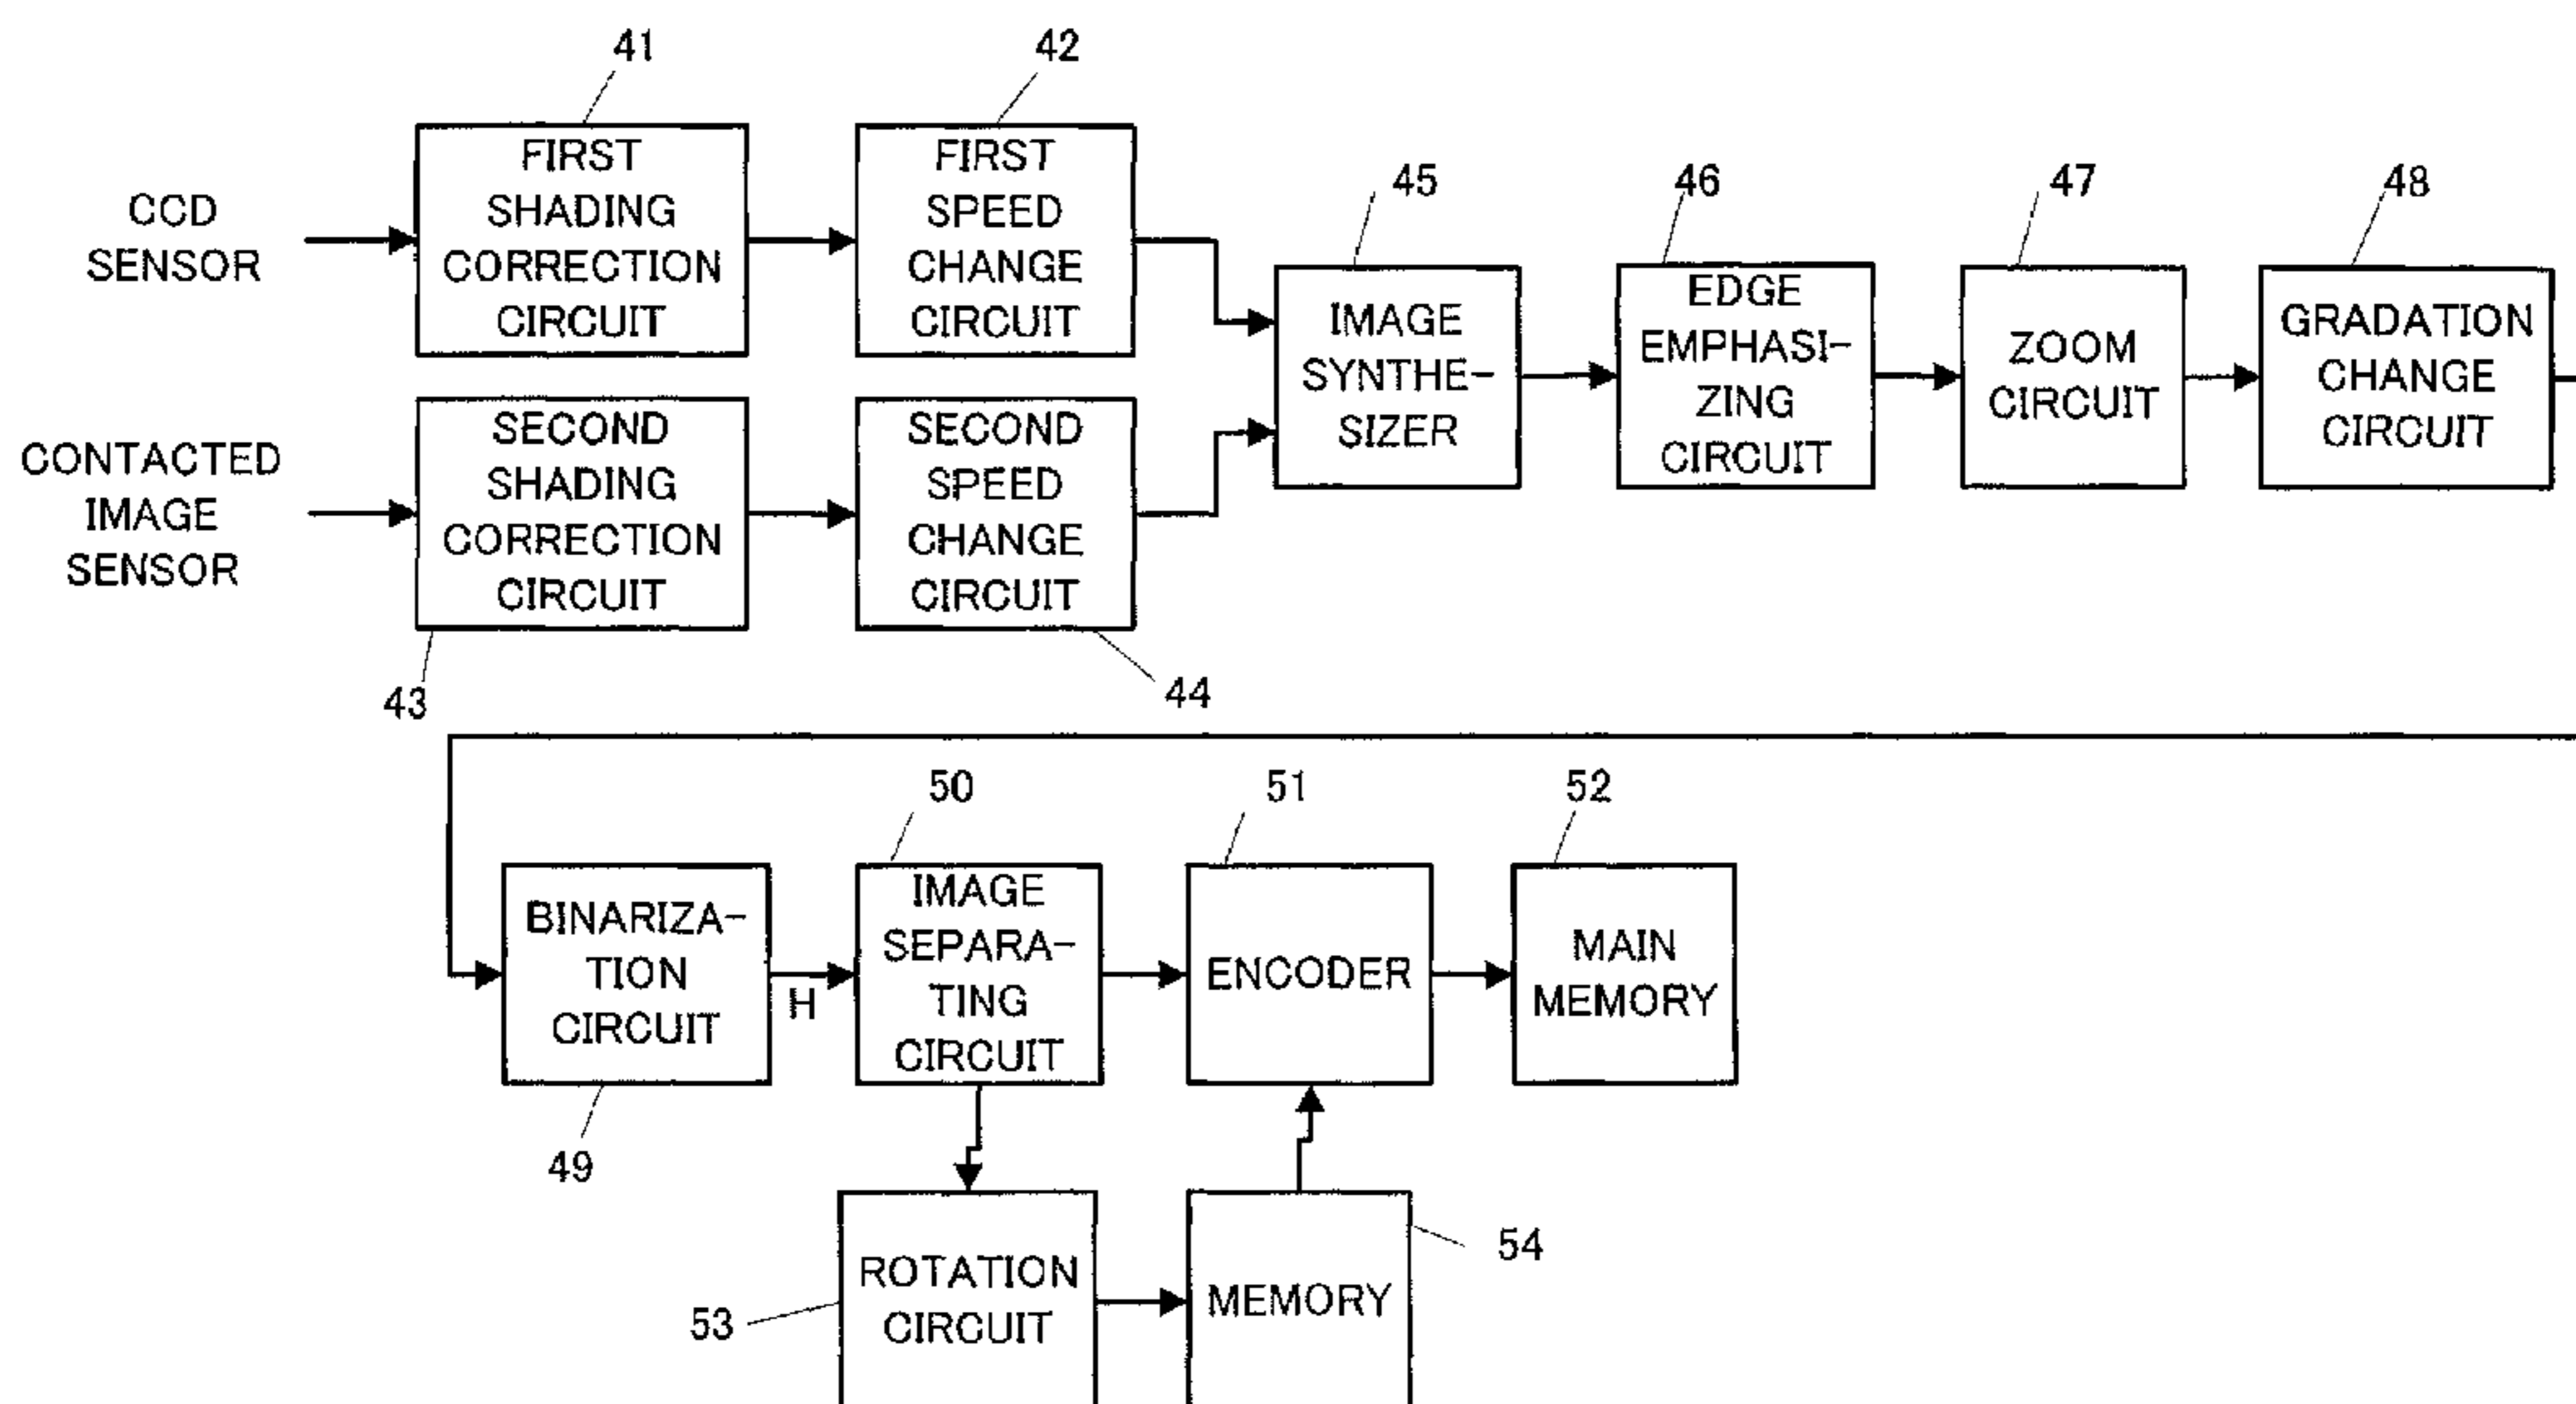 41
42
FIRST
SHADING
CORRECTION
CIRCUIT
FIRST
SPEED
CHANGE
CIRCUIT
CCD
SENSOR
45
46
47
48
IMAGE
SYNTHE-
SIZER
EDGE
EMPHASI-
ZING
CIRCUIT
ZOOM
CIRCUIT
GRADATION
CHANGE
CIRCUIT
CONTACTED
IMAGE
SENSOR
SECOND
SHADING
CORRECTION
CIRCUIT
SECOND
SPEED
CHANGE
CIRCUIT
43
44
50
51
52
BINARIZA-
TION
CIRCUIT
H
IMAGE
SEPARA-
TING
CIRCUIT
ENCODER
MAIN
MEMORY
49
53
ROTATION
CIRCUIT
MEMORY
54